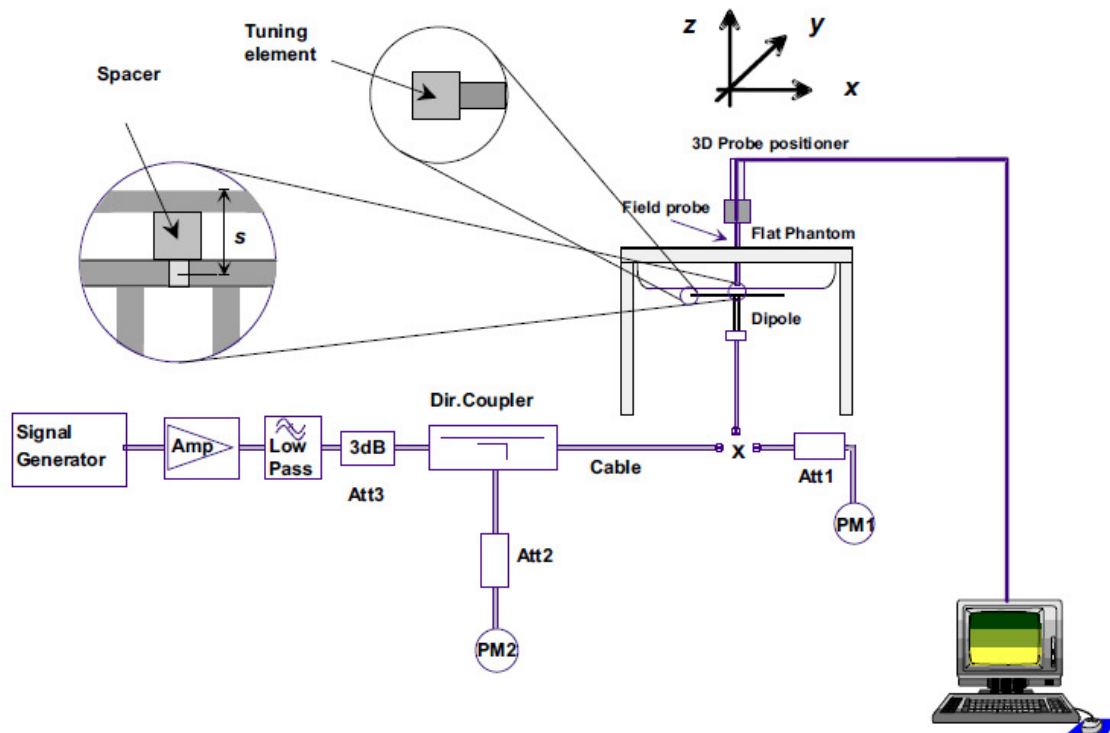 Tuning
element
Spacer
s
z
y
x
3D Probe positioner
Field probe
Flat Phantom
Dipole
Dir.Coupler
Signal
Generator
Amp
Low
Pass
3dB
Att3
Cable
X
Att1
PM1
Att2
PM2